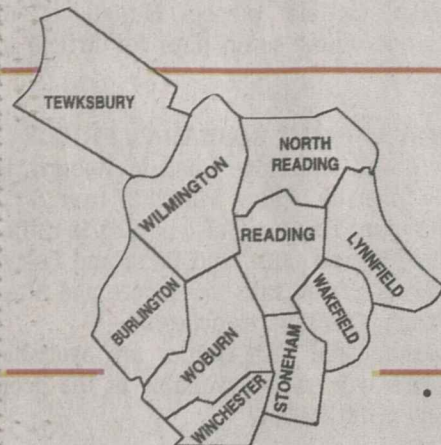 TEWKSBURY
NORTH
READING
WILMINGTON
READING
LYNNFIELD
BURLINGTON
WAKEFIELD
WOBURN
STONEHAM
WINCHESTER